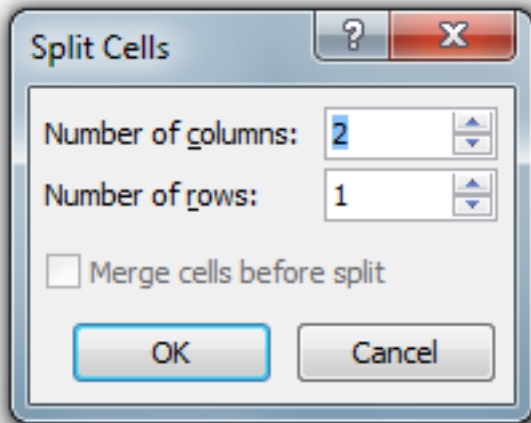 Split Cells ?
Number of columns: 2
Number of rows: 1
Merge cells before split
OK Cancel